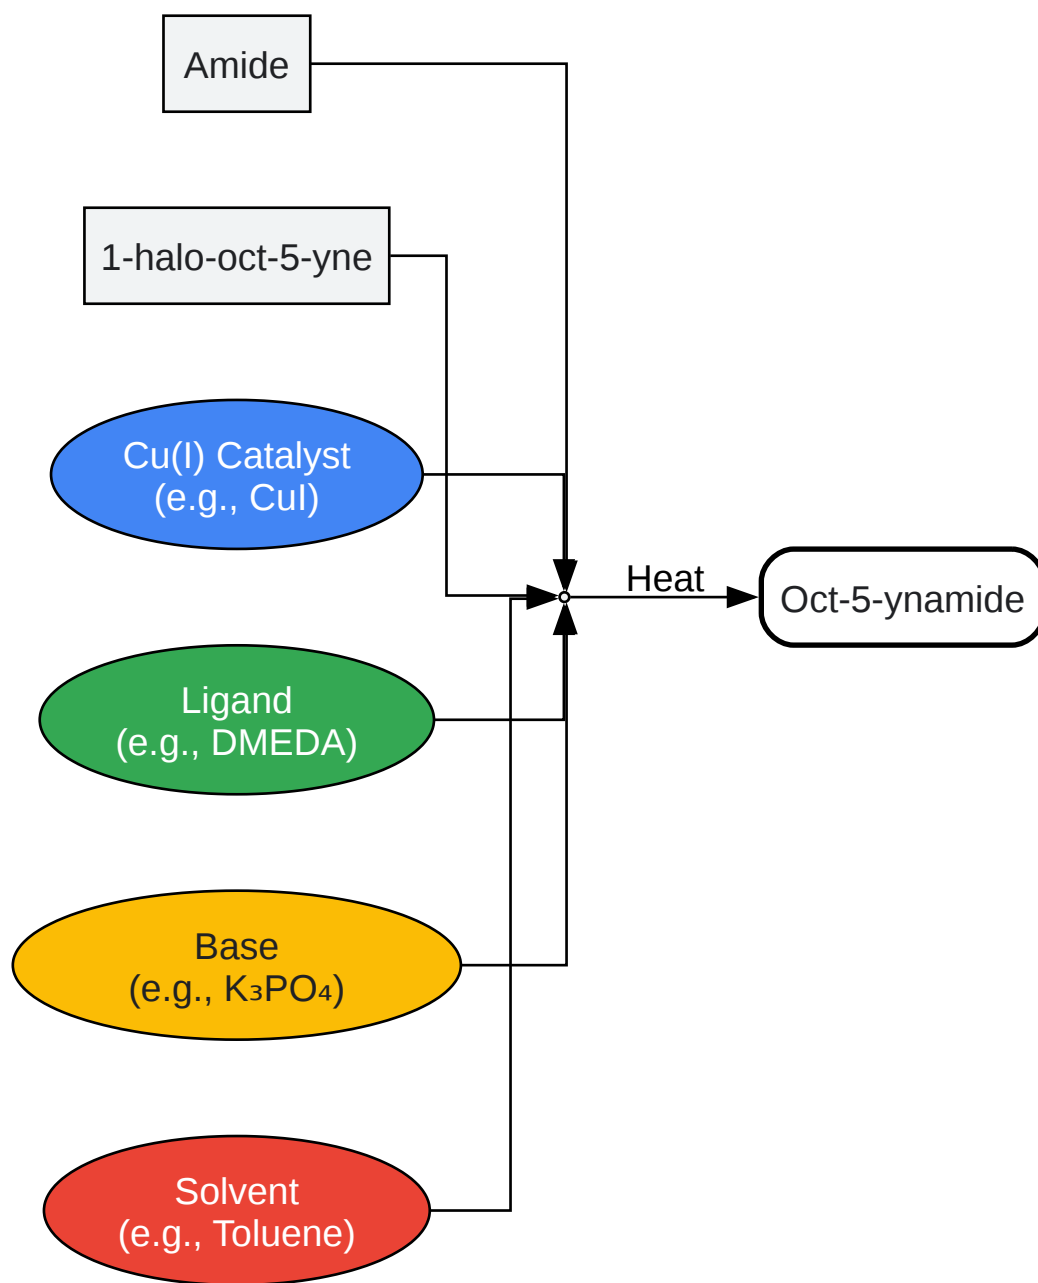 Amide
1-halo-oct-5-yne
Cu(I) Catalyst
(e.g., CuI)
Heat
Oct-5-ynamide
Ligand
(e.g., DMEDA)
Base
(e.g., K₃PO₄)
Solvent
(e.g., Toluene)